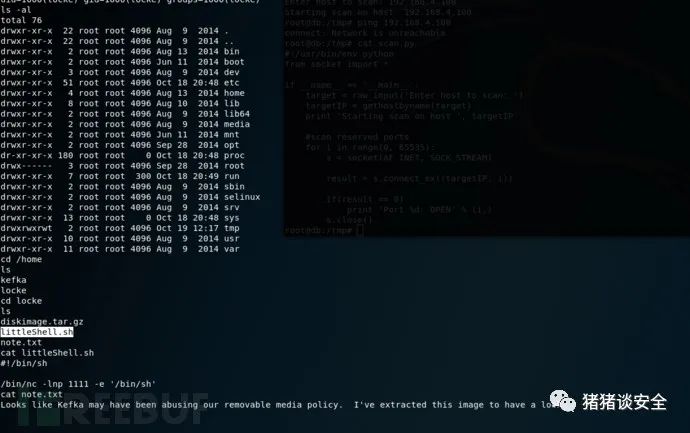 ls -al
total 76
drwxr-xr-x 22 root root 4096 Aug 9 2014 .
drwxr-xr-x 22 root root 4096 Aug 9 2014 ..
drwxr-xr-x 2 root root 4096 Aug 13 2014 bin
drwxr-xr-x 2 root root 4096 Jun 11 2014 boot
drwxr-xr-x 3 root root 4096 Aug 9 2014 dev
drwxr-xr-x 51 root root 4096 Oct 18 20:48 etc
drwxr-xr-x 4 root root 4096 Aug 13 2014 home
drwxr-xr-x 8 root root 4096 Aug 10 2014 lib
drwxr-xr-x 2 root root 4096 Aug 9 2014 lib64
drwxr-xr-x 2 root root 4096 Aug 9 2014 media
drwxr-xr-x 2 root root 4096 Jun 11 2014 mnt
drwxr-xr-x 2 root root 4096 Sep 28 2014 opt
dr-xr-xr-x 180 root root 0 Oct 18 20:48 proc
drwx------ 3 root root 4096 Sep 28 2014 root
drwxr-xr-x 7 root root 300 Oct 18 20:49 run
drwxr-xr-x 2 root root 4096 Aug 9 2014 sbin
drwxr-xr-x 2 root root 4096 Aug 9 2014 selinux
drwxr-xr-x 2 root root 4096 Aug 9 2014 srv
drwxr-xr-x 13 root root 0 Oct 18 20:48 sys
drwxrwxrwt 2 root root 4096 Oct 19 12:17 tmp
drwxr-xr-x 10 root root 4096 Aug 9 2014 usr
drwxr-xr-x 11 root root 4096 Aug 9 2014 var
cd /home
ls
kefka
locke
cd locke
ls
diskimage.tar.gz
littleShell.sh
note.txt
cat littleShell.sh
#!/bin/sh
/bin/nc -lnp 1111 -e '/bin/sh'
cat note.txt
Looks like Kefka may have been abusing our removable media policy. I've extracted this image to have a
Enter host to scan: 192.168.4.100
Starting scan on host 192.168.4.100
root@db:/tmp# ping 192.168.4.100
connect: Network is unreachable
root@db:/tmp# cat scan.py
#!/usr/bin/env python
from socket import *
if __name__ == '__main__':
target = raw_input('Enter host to scan: ')
targetIP = gethostbyname(target)
print 'Starting scan on host ', targetIP
#scan reserved ports
for i in range(0, 65535):
s = socket(AF_INET, SOCK_STREAM)
result = s.connect_ex((targetIP, i))
if(result == 0):
print 'Port %d: OPEN' % (i,)
s.close()
root@db:/tmp#
REEBUF
猪猪谈安全